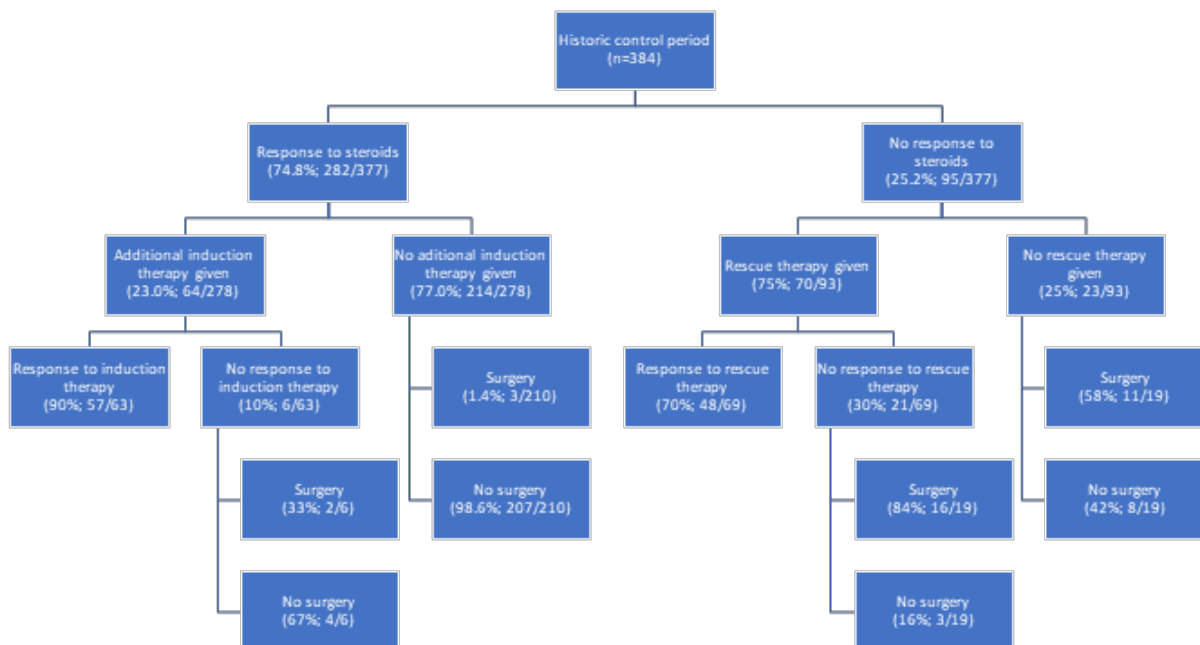 Historic control period
(n=384)
Response to steroids
(74.8%; 282/377)
No response to
steroids
(25.2%; 95/377)
Additional induction
therapy given
(23.0%; 64/278)
No aditional induction
therapy given
(77.0%; 214/278)
Rescue therapy given
(75%; 70/93)
No rescue therapy
given
(25%; 23/93)
Response to induction
therapy
(90%; 57/63)
No response to
induction therapy
(10%; 6/63)
Surgery
(1.4%; 3/210)
Response to rescue
therapy
(70%; 48/69)
No response to rescue
therapy
(30%; 21/69)
Surgery
(58%; 11/19)
Surgery
(33%; 2/6)
No surgery
(98.6%; 207/210)
Surgery
(84%; 16/19)
No surgery
(42%; 8/19)
No surgery
(67%; 4/6)
No surgery
(16%; 3/19)